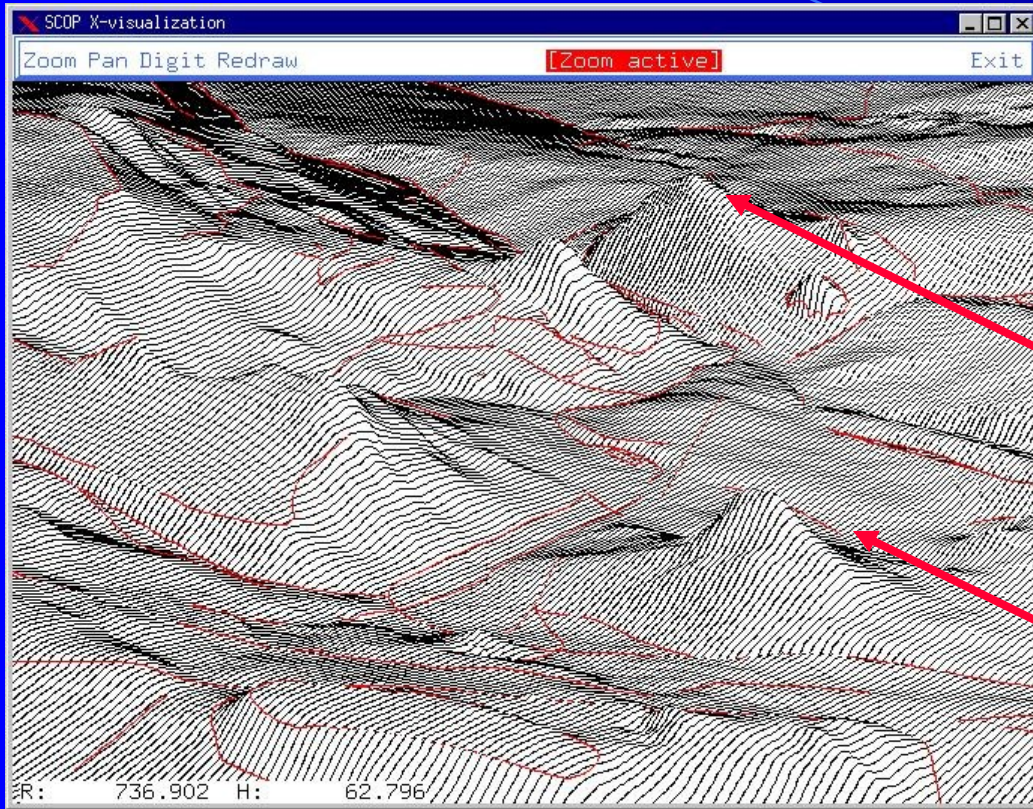 SCOP X-visualization
Zoom Pan Digit Redraw [Zoom active] Exit
R: 736.902 H: 62.796